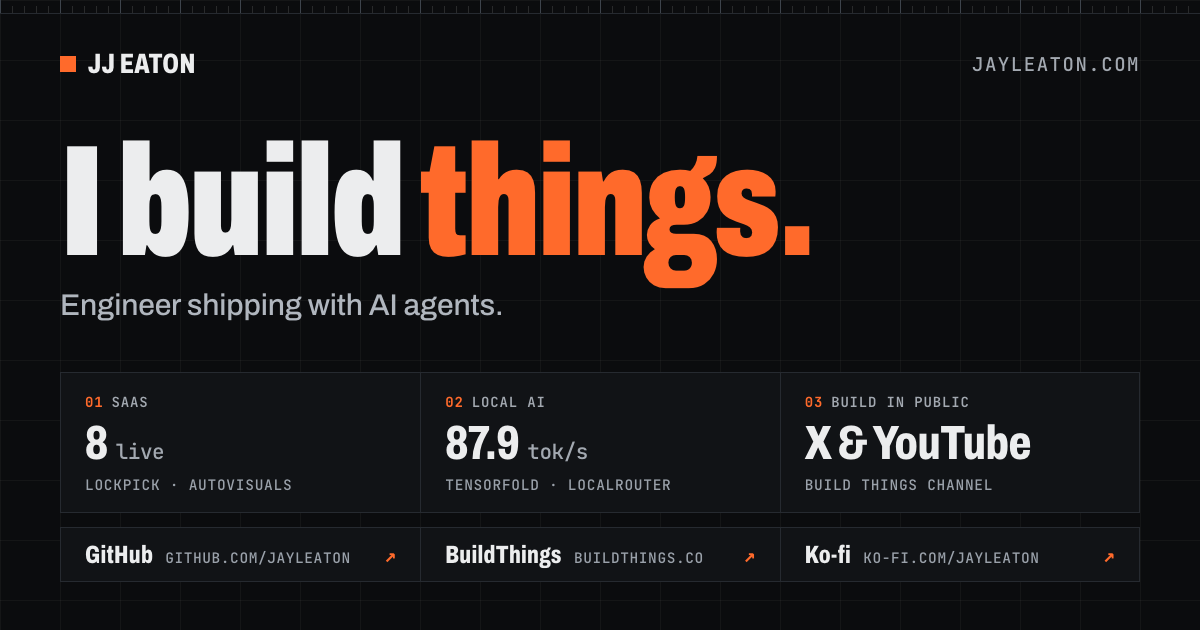 JJ EATON
JAYLEATON.COM
I build things.
Engineer shipping with AI agents.
01 SAAS
8 live
LOCKPICK · AUTOVISUALS
02 LOCAL AI
87.9 tok/s
TENSORFOLD · LOCALROUTER
03 BUILD IN PUBLIC
X & YouTube
BUILD THINGS CHANNEL
GitHub GITHUB.COM/JAYLEATON ↗
BuildThings BUILDTHINGS.CO ↗
Ko-fi KO-FI.COM/JAYLEATON ↗